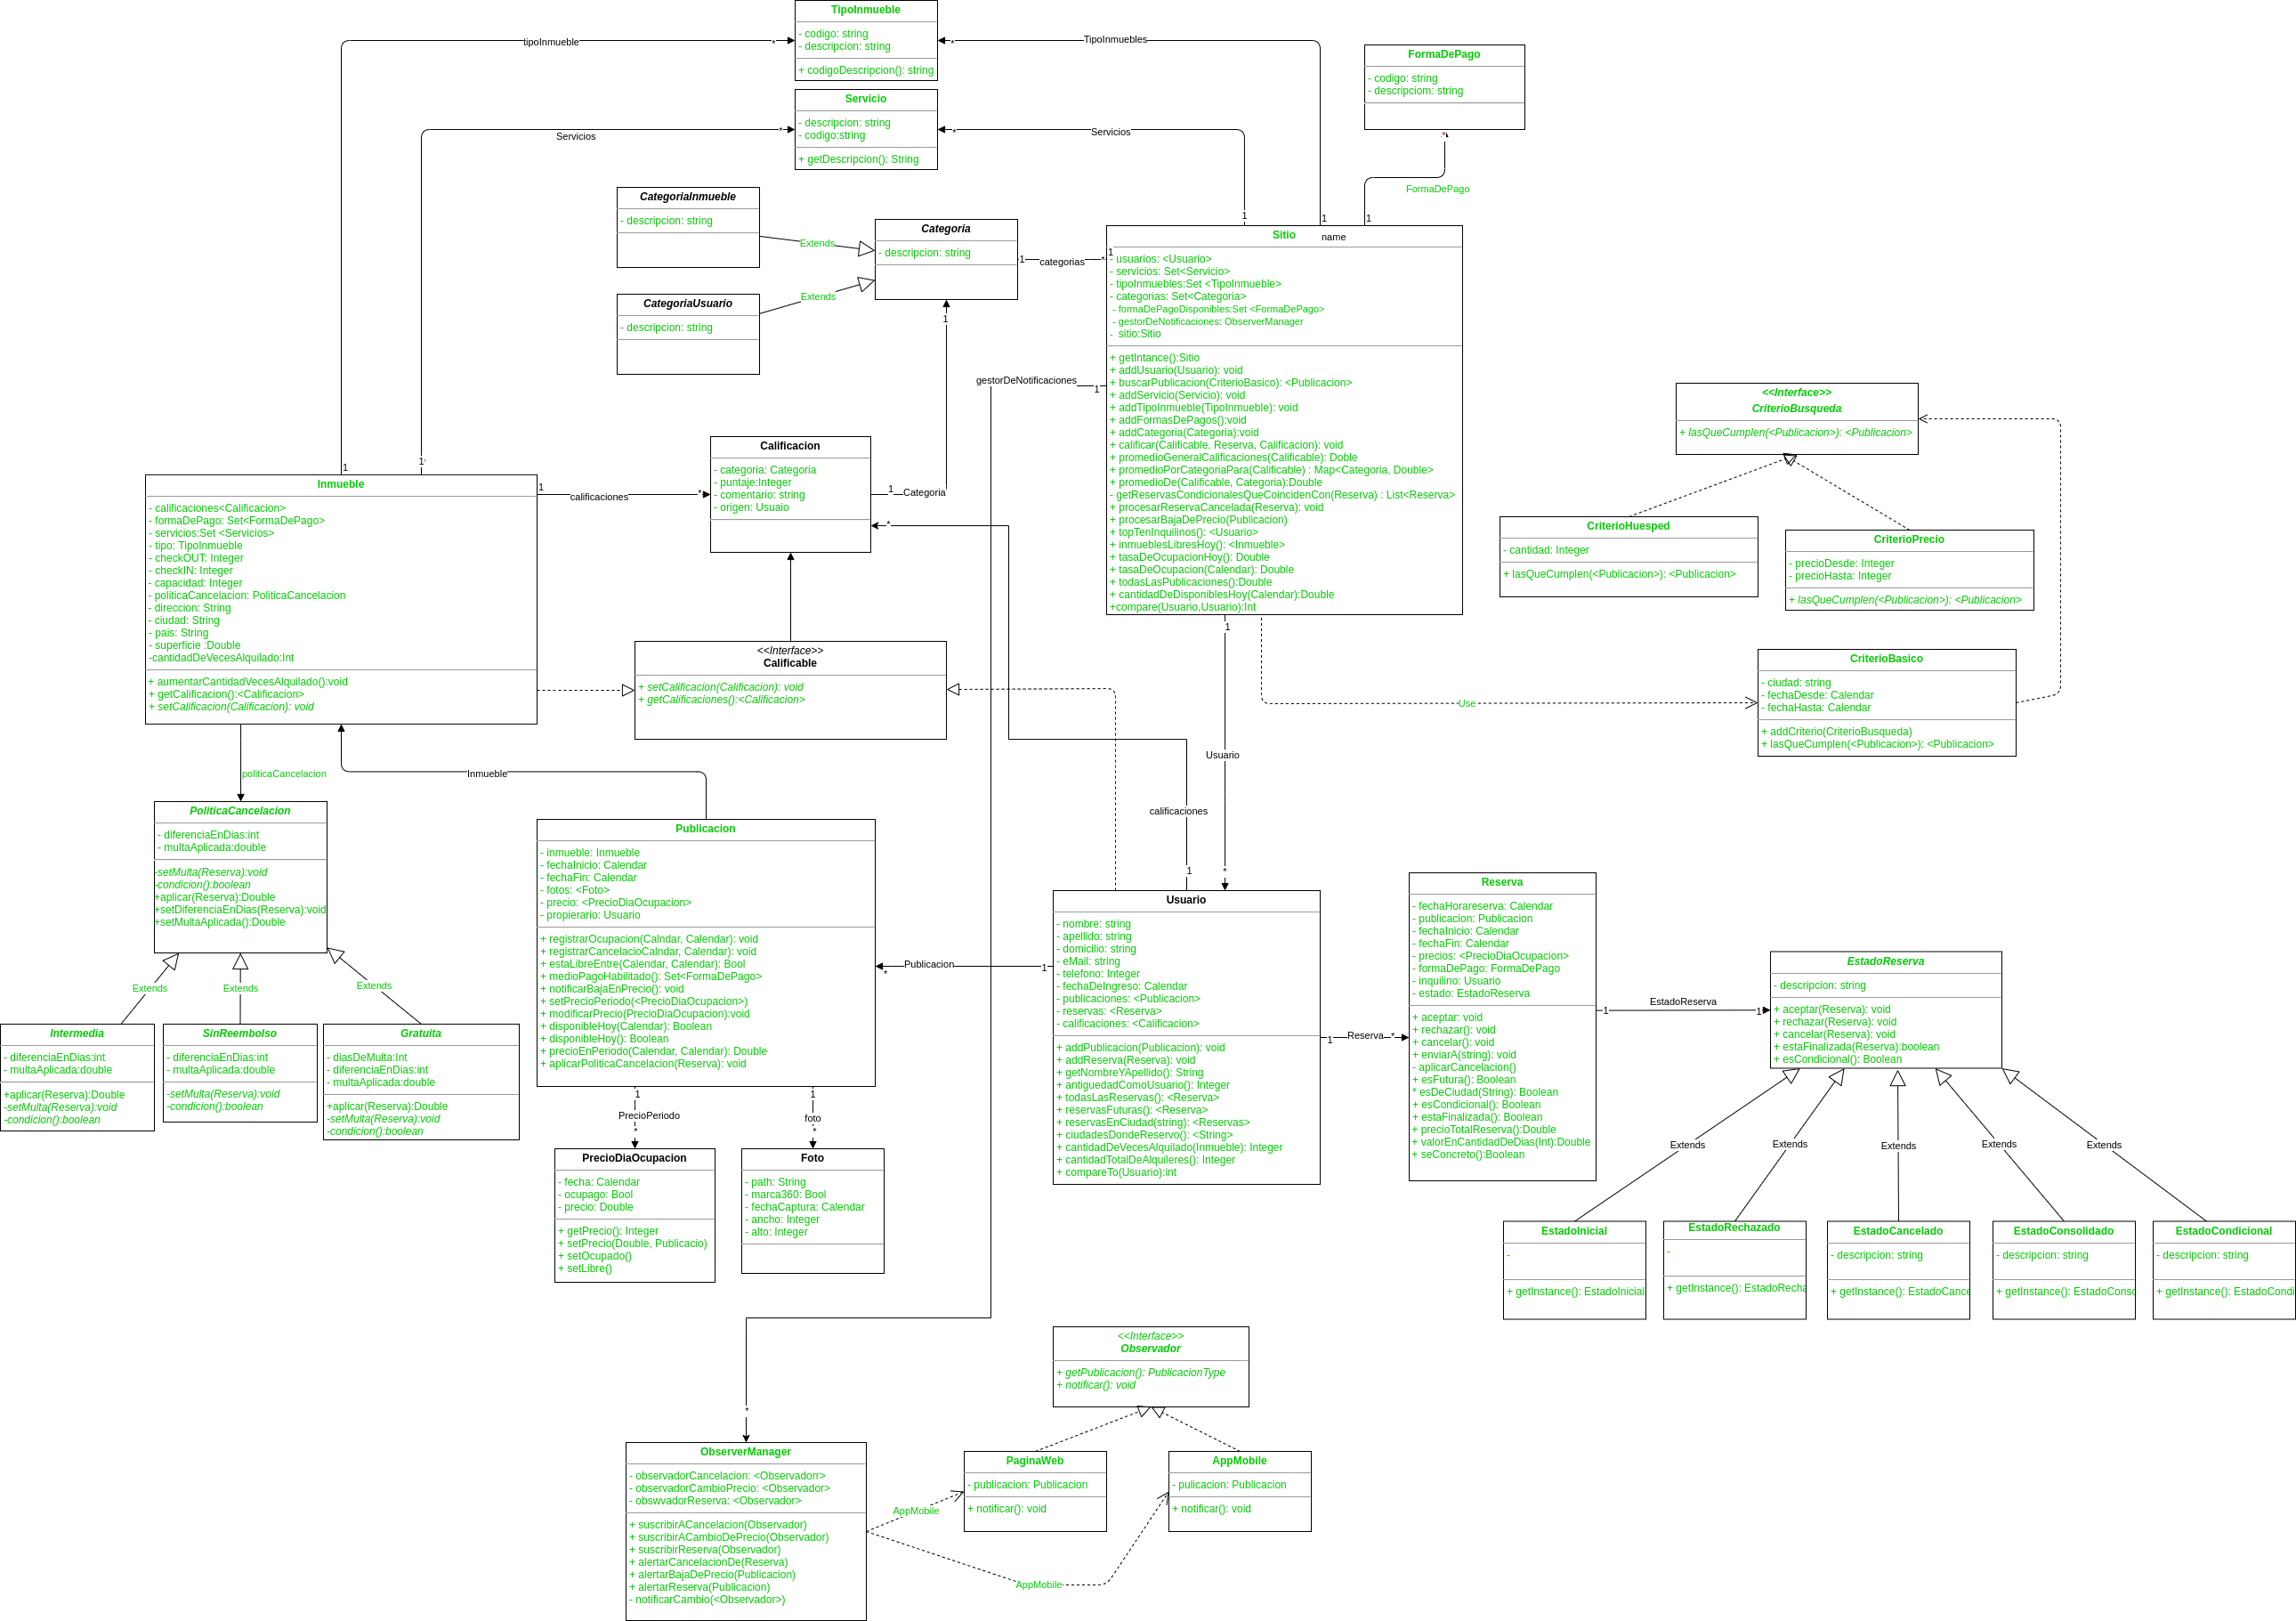 TipoInmueble
- codigo: string
- descripcion: string
+ codigoDescripcion(): string
tipoInmueble
*
*
TipoInmuebles
FormaDePago
- codigo: string
- descripciom: string
*
FormaDePago
Servicio
- descripcion: string
- codigo:string
+ getDescripcion(): String
Servicios
*
*
Servicios
1
1
1
CategoriaInmueble
- descripcion: string
Extends
CategoriaUsuario
- descripcion: string
Extends
Categoria
- descripcion: string
1
categorias
*
1
1
Sitio
name
- usuarios: <Usuario>
- servicios: Set<Servicio>
- tipoInmuebles:Set <TipoInmueble>
- categorias: Set<Categoria>
- formaDePagoDisponibles:Set <FormaDePago>
- gestorDeNotificaciones: ObserverManager
- sitio:Sitio
+ getIntance():Sitio
+ addUsuario(Usuario): void
+ buscarPublicacion(CriterioBasico): <Publicacion>
+ addServicio(Servicio): void
+ addTipoInmueble(TipoInmueble): void
+ addFormasDePagos():void
+ addCategoria(Categoria):void
+ calificar(Calificable, Reserva, Calificacion): void
+ promedioGeneralCalificaciones(Calificable): Doble
+ promedioPorCategoriaPara(Calificable) : Map<Categoria, Double>
+ promedioDe(Calificable, Categoria):Double
- getReservasCondicionalesQueCoincidenCon(Reserva) : List<Reserva>
+ procesarReservaCancelada(Reserva): void
+ procesarBajaDePrecio(Publicacion)
+ topTenInquilinos(): <Usuario>
+ inmueblesLibresHoy(): <Inmueble>
+ tasaDeOcupacionHoy(): Double
+ tasaDeOcupacion(Calendar): Double
+ todasLasPublicaciones():Double
+ cantidadDeDisponiblesHoy(Calendar):Double
+compare(Usuario,Usuario):Int
gestorDeNotificaciones
1
<<Interface>>
CriterioBusqueda
+ lasQueCumplen(<Publicacion>): <Publicacion>
CriterioHuesped
- cantidad: Integer
+ lasQueCumplen(<Publicacion>): <Publicacion>
CriterioPrecio
- precioDesde: Integer
- precioHasta: Integer
+ lasQueCumplen(<Publicacion>): <Publicacion>
CriterioBasico
- ciudad: string
- fechaDesde: Calendar
- fechaHasta: Calendar
+ addCriterio(CriterioBusqueda)
+ lasQueCumplen(<Publicacion>): <Publicacion>
Use
1
1
Inmueble
- calificaciones<Calificacion>
- formaDePago: Set<FormaDePago>
- servicios:Set <Servicios>
- tipo: TipoInmueble
- checkOUT: Integer
- checkIN: Integer
- capacidad: Integer
- politicaCancelacion: PoliticaCancelacion
- direccion: String
- ciudad: String
- pais: String
- superficie :Double
-cantidadDeVecesAlquilado:Int
+ aumentarCantidadVecesAlquilado():void
+ getCalificacion():<Calificacion>
+ setCalificacion(Calificacion): void
1
calificaciones
*
Calificacion
- categoria: Categoria
- puntaje:Integer
- comentario: string
- origen: Usuaio
1
Categoria
*
<<Interface>>
Calificable
+ setCalificacion(Calificacion): void
+ getCalificaciones():<Calificacion>
1
Usuario
*
calificaciones
1
politicaCancelacion
Inmueble
PoliticaCancelacion
- diferenciaEnDias:int
- multaAplicada:double
-setMulta(Reserva):void
-condicion():boolean
+aplicar(Reserva):Double
+setDiferenciaEnDias(Reserva):void
+setMultaAplicada():Double
Extends
Extends
Extends
Intermedia
- diferenciaEnDias:int
- multaAplicada:double
+aplicar(Reserva):Double
-setMulta(Reserva):void
-condicion():boolean
SinReembolso
- diferenciaEnDias:int
- multaAplicada:double
-setMulta(Reserva):void
-condicion():boolean
Gratuita
- diasDeMulta:Int
- diferenciaEnDias:int
- multaAplicada:double
+aplicar(Reserva):Double
-setMulta(Reserva):void
-condicion():boolean
Publicacion
- inmueble: Inmueble
- fechaInicio: Calendar
- fechaFin: Calendar
- fotos: <Foto>
- precio: <PrecioDiaOcupacion>
- propierario: Usuario
+ registrarOcupacion(Calndar, Calendar): void
+ registrarCancelacioCalndar, Calendar): void
+ estaLibreEntre(Calendar, Calendar): Bool
+ medioPagoHabilitado(): Set<FormaDePago>
+ notificarBajaEnPrecio(): void
+ setPrecioPeriodo(<PrecioDiaOcupacion>)
+ modificarPrecio(PrecioDiaOcupacion):void
+ disponibleHoy(Calendar): Boolean
+ disponibleHoy(): Boolean
+ precioEnPeriodo(Calendar, Calendar): Double
+ aplicarPoliticaCancelacion(Reserva): void
Publicacion
*
1
1
PrecioPeriodo
*
1
foto
*
PrecioDiaOcupacion
- fecha: Calendar
- ocupago: Bool
- precio: Double
+ getPrecio(): Integer
+ setPrecio(Double, Publicacio)
+ setOcupado()
+ setLibre()
Foto
- path: String
- marca360: Bool
- fechaCaptura: Calendar
- ancho: Integer
- alto: Integer
Usuario
- nombre: string
- apellido: string
- domicilio: string
- eMail: string
- telefono: Integer
- fechaDeIngreso: Calendar
- publicaciones: <Publicacion>
- reservas: <Reserva>
- calificaciones: <Calificacion>
+ addPublicacion(Publicacion): void
+ addReserva(Reserva): void
+ getNombreYApellido(): String
+ antiguedadComoUsuario(): Integer
+ todasLasReservas(): <Reserva>
+ reservasFuturas(): <Reserva>
+ reservasEnCiudad(string): <Reservas>
+ ciudadesDondeReservo(): <String>
+ cantidadDeVecesAlquilado(Inmueble): Integer
+ cantidadTotalDeAlquileres(): Integer
+ compareTo(Usuario):int
1
Reserva
*
Reserva
- fechaHorareserva: Calendar
- publicacion: Publicacion
- fechaInicio: Calendar
- fechaFin: Calendar
- precios: <PrecioDiaOcupacion>
- formaDePago: FormaDePago
- inquilino: Usuario
- estado: EstadoReserva
+ aceptar: void
+ rechazar(): void
+ cancelar(): void
+ enviarA(string): void
- aplicarCancelacion()
+ esFutura(): Boolean
* esDeCiudad(String): Boolean
+ esCondicional(): Boolean
+ estaFinalizada(): Boolean
+ precioTotalReserva():Double
+ valorEnCantidadDeDias(Int):Double
+ seConcreto():Boolean
1
EstadoReserva
1
EstadoReserva
- descripcion: string
+ aceptar(Reserva): void
+ rechazar(Reserva): void
+ cancelar(Reserva): void
+ estaFinalizada(Reserva):boolean
+ esCondicional(): Boolean
Extends
Extends
Extends
Extends
Extends
EstadoInicial
-
+ getInstance(): EstadoInicial
EstadoRechazado
-
+ getInstance(): EstadoRecha
EstadoCancelado
- descripcion: string
+ getInstance(): EstadoCance
EstadoConsolidado
- descripcion: string
+ getInstance(): EstadoConso
EstadoCondicional
- descripcion: string
+ getInstance(): EstadoCondi
*
ObserverManager
- observadorCancelacion: <Observadorr>
- observadorCambioPrecio: <Observador>
- obswvadorReserva: <Observador>
+ suscribirACancelacion(Observador)
+ suscribirACambioDePrecio(Observador)
+ suscribirReserva(Observador)
+ alertarCancelacionDe(Reserva)
+ alertarBajaDePrecio(Publicacion)
+ alertarReserva(Publicacion)
- notificarCambio(<Observador>)
<<Interface>>
Observador
+ getPublicacion(): PublicacionType
+ notificar(): void
PaginaWeb
- publicacion: Publicacion
+ notificar(): void
AppMobile
- pulicacion: Publicacion
+ notificar(): void
AppMobile
AppMobile